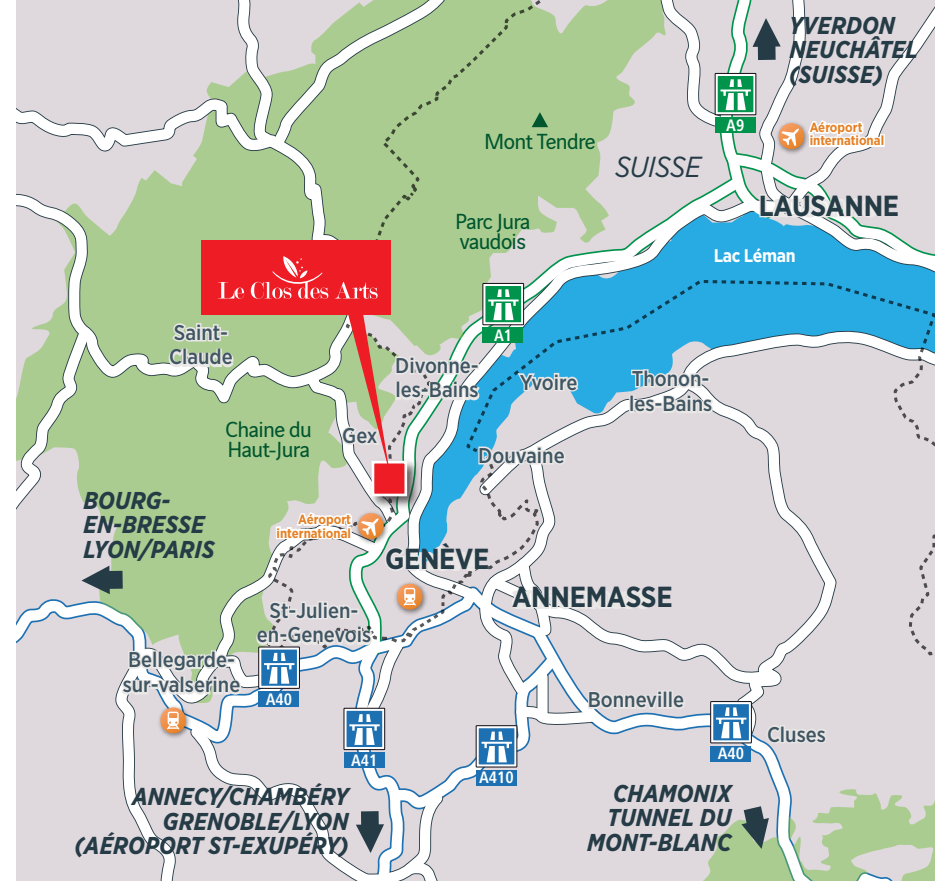 YVERDON
NEUCHÂTEL
(SUISSE)
A9
Aéroport
international
Mont Tendre
SUISSE
LAUSANNE
Parc Jura
vaudois
Lac Léman
Le Clos des Arts
A1
Saint-
Claude
Divonne-
les-Bains
Yvoire
Thonon-
les-Bains
Chaine du
Haut-Jura
Gex
Douvaine
BOURG-
EN-BRESSE
LYON/PARIS
Aéroport
international
GENÈVE
ANNEMASSE
St-Julien-
en-Genevois
Bellegarde-
sûr-valserine
A40
Bonneville
A41
A410
A40
Cluses
ANNECY/CHAMBÉRY
GRENOBLE/LYON
(AÉROPORT ST-EXUPÉRY)
CHAMONIX
TUNNEL DU
MONT-BLANC